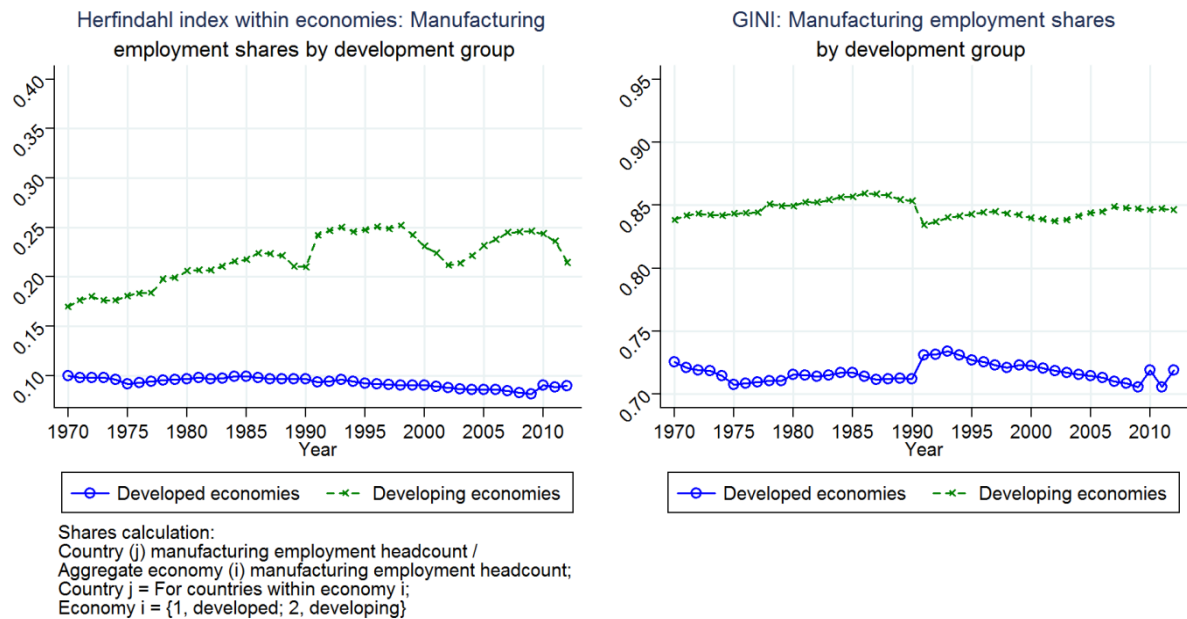 Herfindahl index within economies: Manufacturing
employment shares by development group
0.40
0.35
0.30
0.25
0.20
0.15
0.10
1970 1975 1980 1985 1990 1995 2000 2005 2010
Year
Developed economies Developing economies
Shares calculation:
Country (j) manufacturing employment headcount /
Aggregate economy (i) manufacturing employment headcount;
Country j = For countries within economy i;
Economy i = {1, developed; 2, developing}
GINI: Manufacturing employment shares
by development group
0.95
0.90
0.85
0.80
0.75
0.70
1970 1975 1980 1985 1990 1995 2000 2005 2010
Year
Developed economies Developing economies